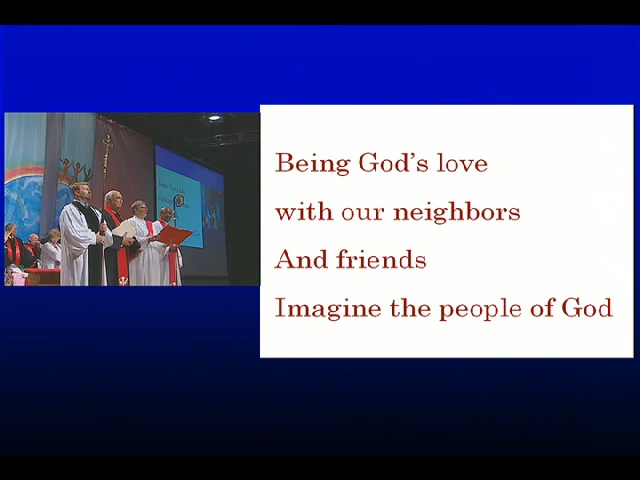 Being God's love
with our neighbors
And friends
Imagine the people of God